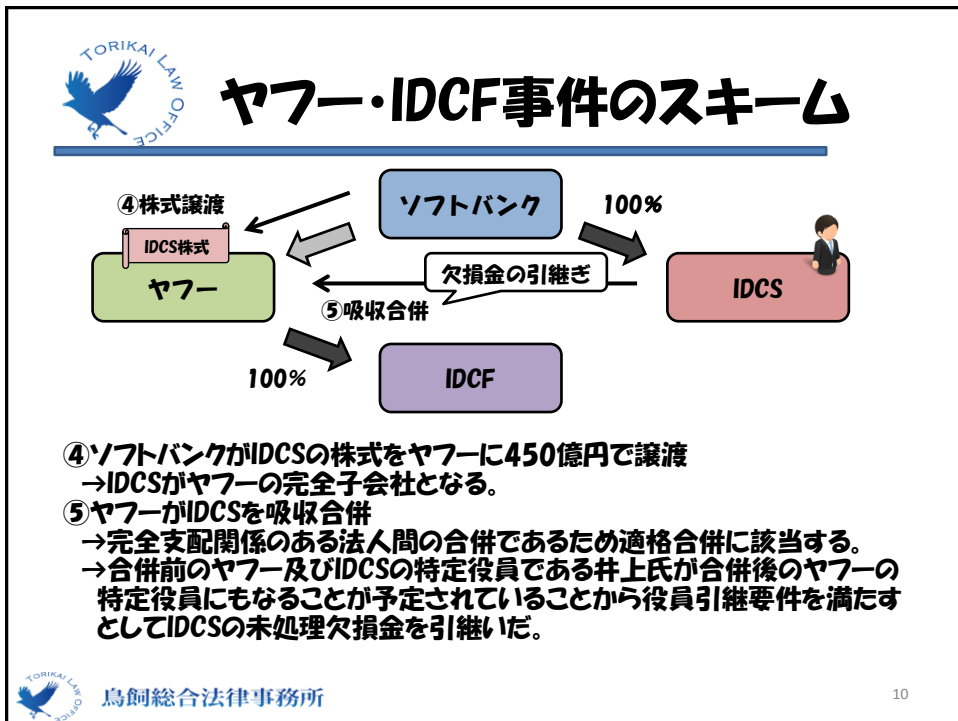 TORIKAI LAW OFFICE
ヤフー・IDCF事件のスキーム
④株式譲渡
ソフトバンク
100%
IDCS株式
ヤフー
欠損金の引継ぎ
IDCS
⑤吸収合併
100%
IDCF
④ソフトバンクがIDCSの株式をヤフーに450億円で譲渡
→IDCSがヤフーの完全子会社となる。
⑤ヤフーがIDCSを吸収合併
→完全支配関係のある法人間の合併であるため適格合併に該当する。
→合併前のヤフー及びIDCSの特定役員である井上氏が合併後のヤフーの
特定役員にもなることが予定されていることから役員引継要件を満たす
としてIDCSの未処理欠損金を引継いだ。
TORIKAI LAW OFFICE
鳥飼総合法律事務所
10